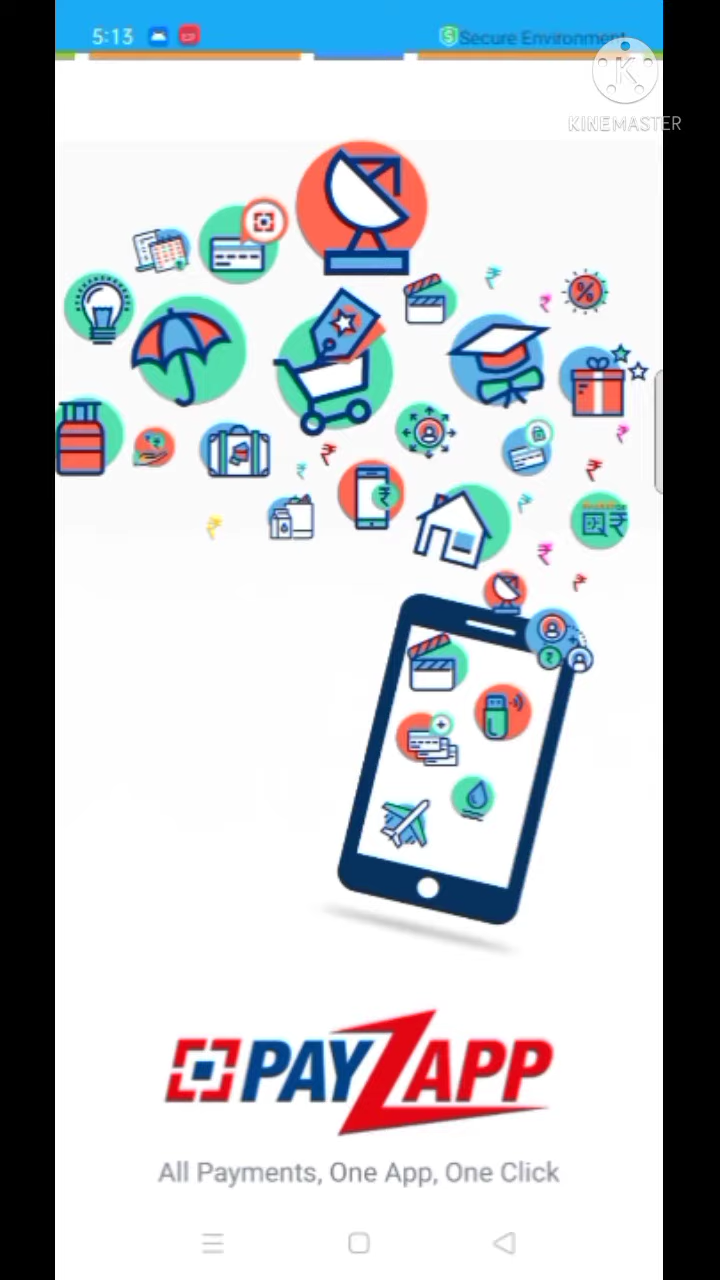 5:13
Secure Environment
KINEMASTER
PAYZAPP
All Payments, One App, One Click